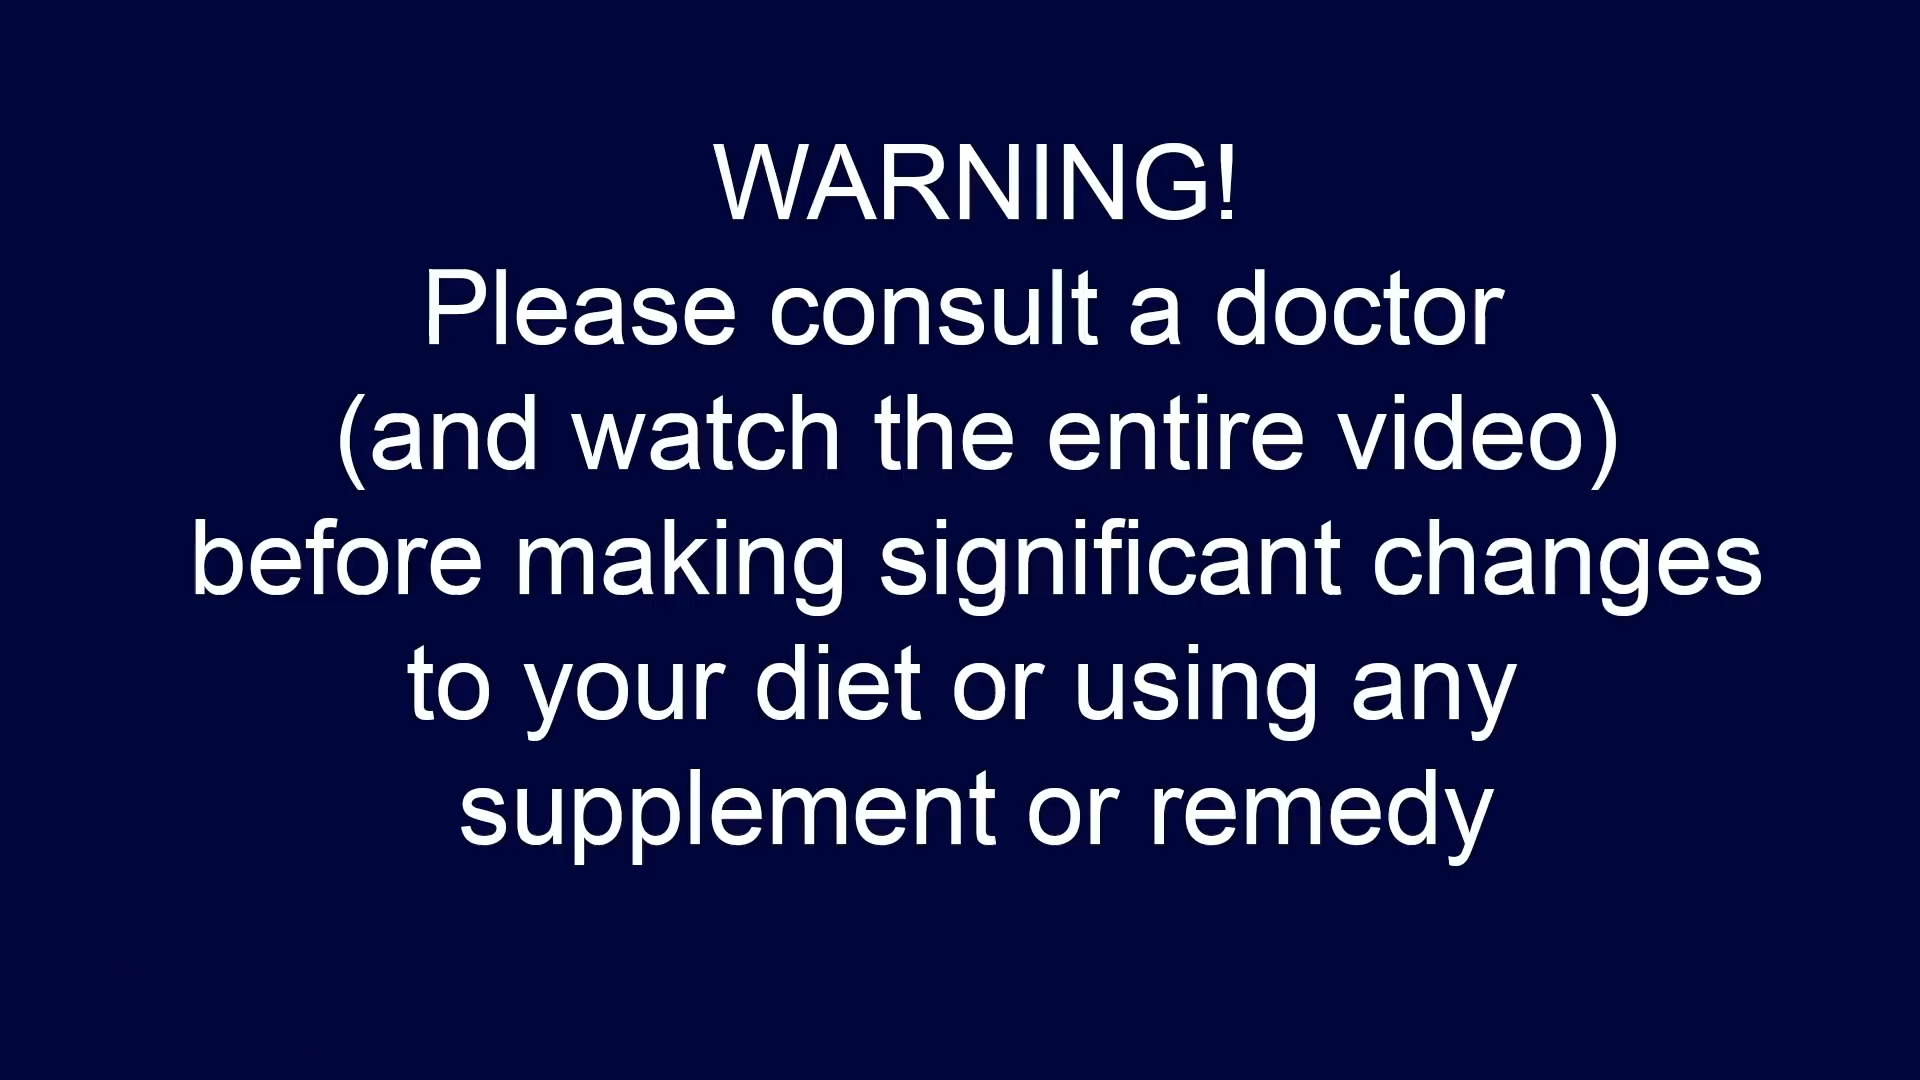 WARNING!
Please consult a doctor
(and watch the entire video)
before making significant changes
to your diet or using any
supplement or remedy